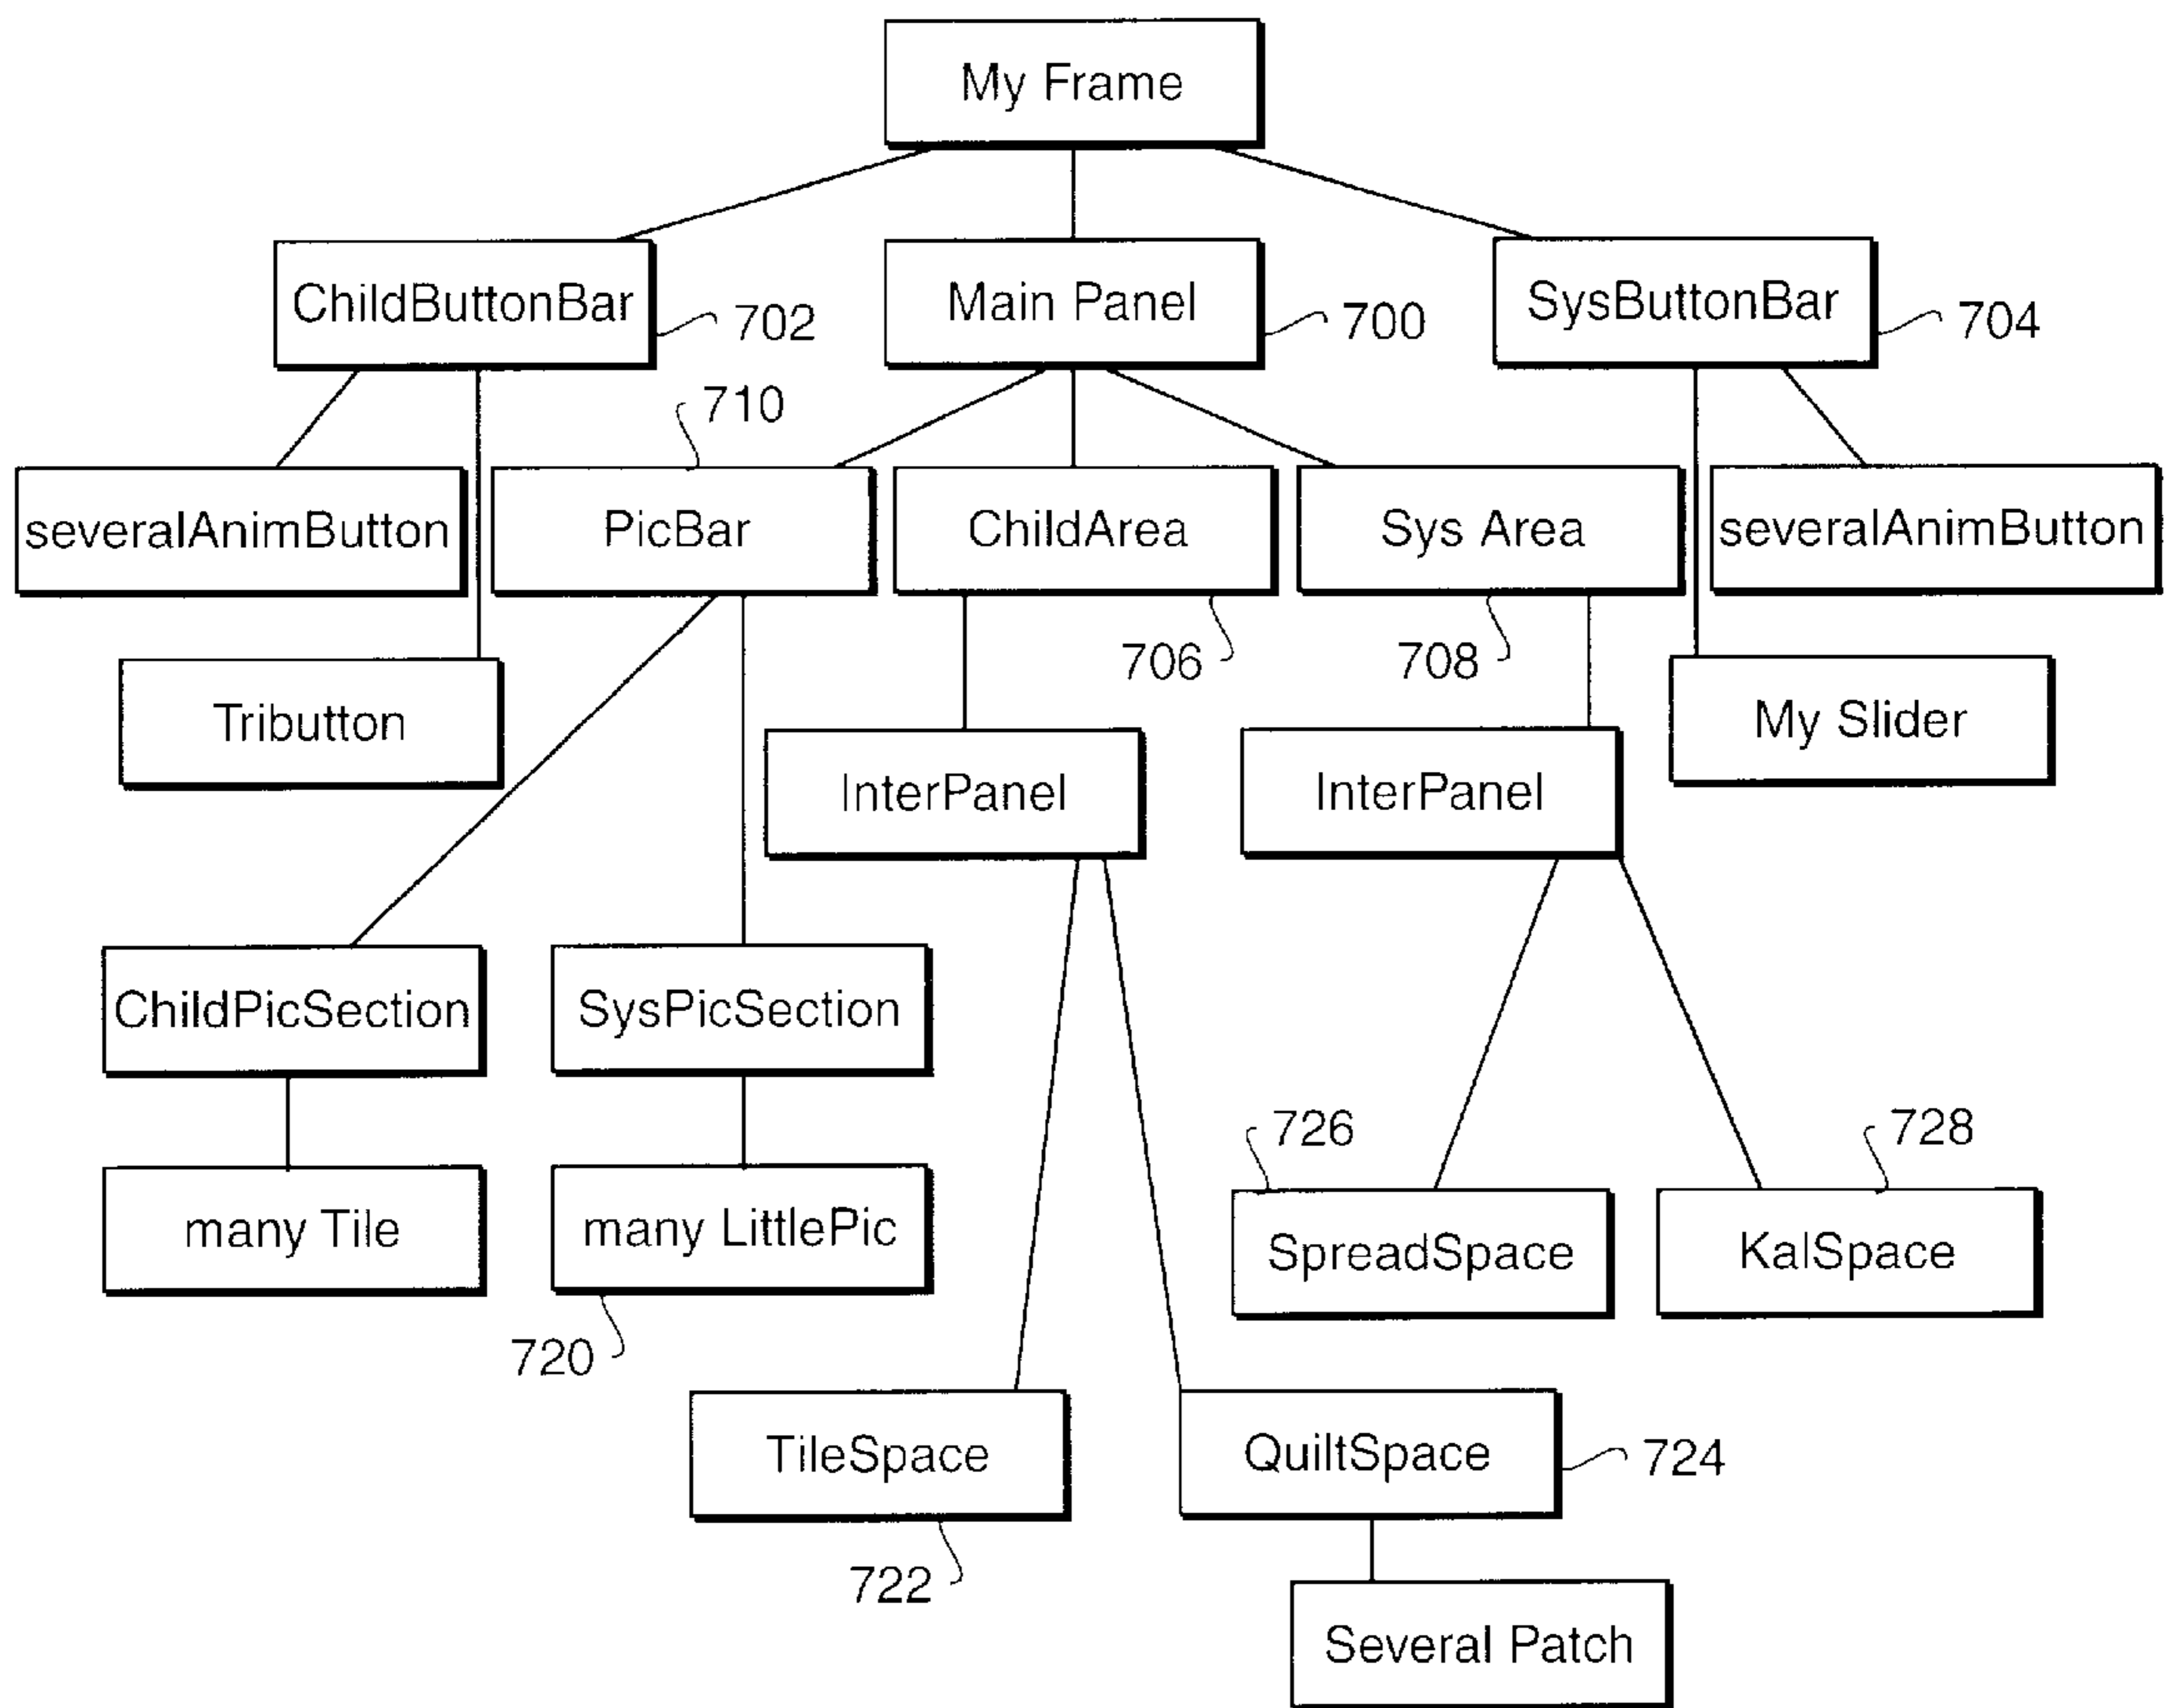 My Frame
ChildButtonBar
702
Main Panel
700
SysButtonBar
704
710
severalAnimButton
PicBar
ChildArea
Sys Area
severalAnimButton
706
708
Tributton
My Slider
InterPanel
InterPanel
ChildPicSection
SysPicSection
726
728
many Tile
many LittlePic
SpreadSpace
KalSpace
720
TileSpace
QuiltSpace
724
722
Several Patch